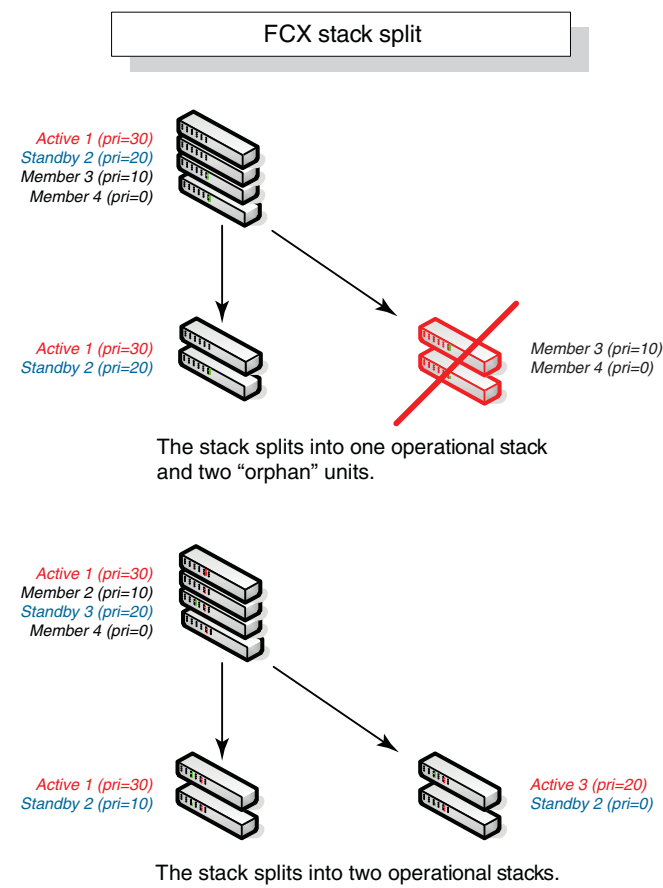 FCX stack split
Active 1 (pri=30)
Standby 2 (pri=20)
Member 3 (pri=10)
Member 4 (pri=0)
Active 1 (pri=30)
Standby 2 (pri=20)
Member 3 (pri=10)
Member 4 (pri=0)
The stack splits into one operational stack
and two “orphan” units.
Active 1 (pri=30)
Member 2 (pri=10)
Standby 3 (pri=20)
Member 4 (pri=0)
Active 1 (pri=30)
Standby 2 (pri=10)
Active 3 (pri=20)
Standby 2 (pri=0)
The stack splits into two operational stacks.